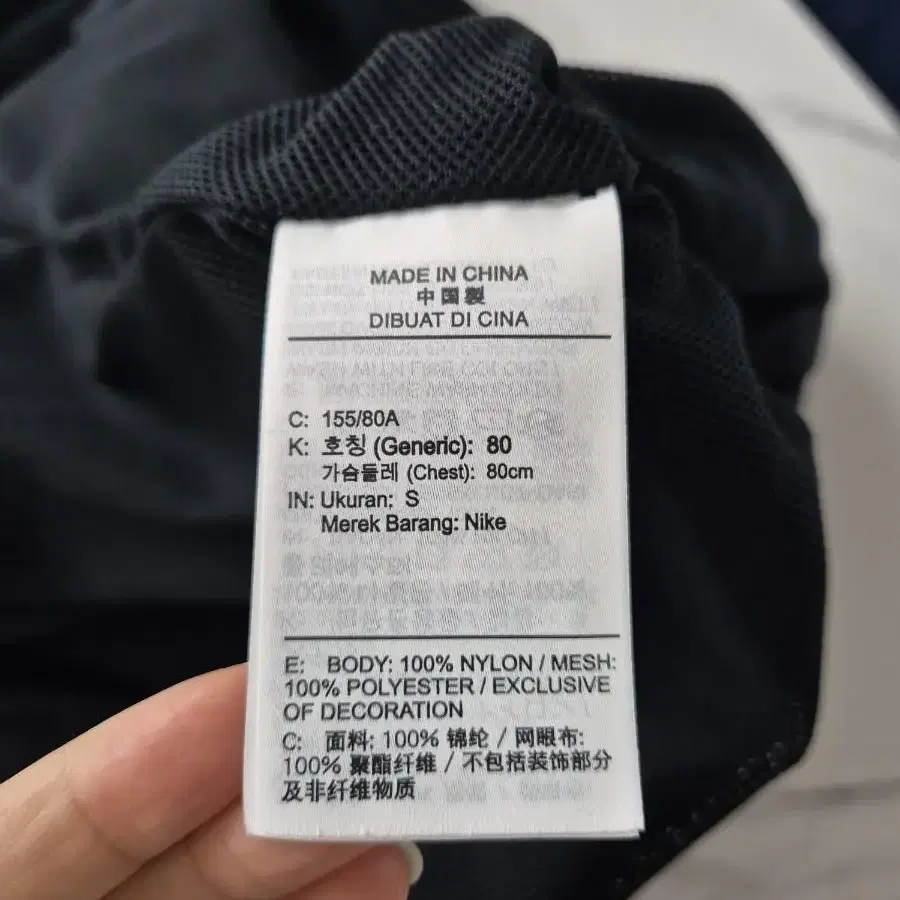 MADE IN CHINA
中国製
DIBUAT DI CINA
C: 155/80A
K: 호칭 (Generic): 80
가슴둘레 (Chest): 80cm
IN: Ukuran: S
Merek Barang: Nike
E: BODY: 100% NYLON / MESH:
100% POLYESTER / EXCLUSIVE
OF DECORATION
C: 面料: 100% 锦纶 / 网眼布:
100% 聚酯纤维 / 不包括装饰部分
及非纤维物质